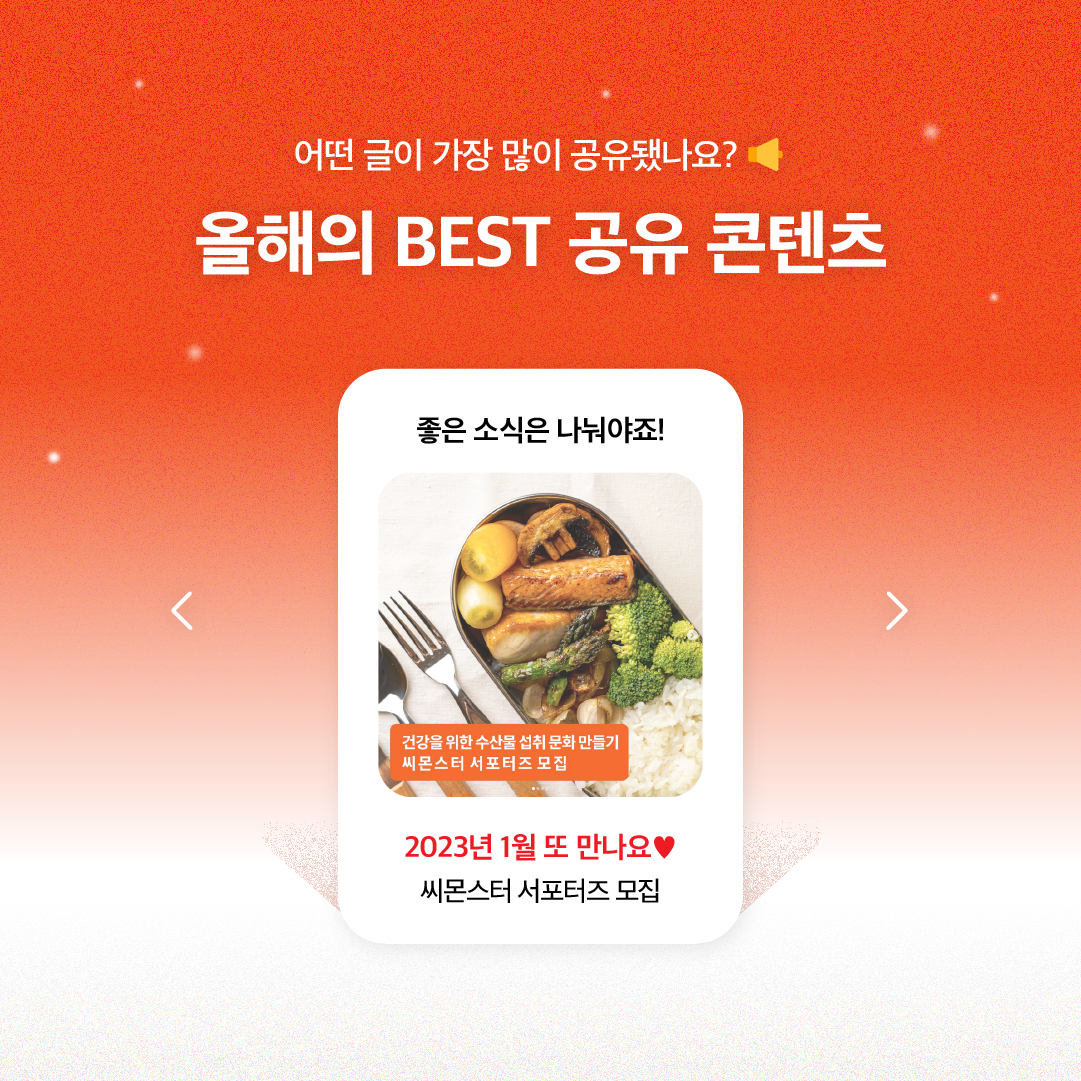 어떤 글이 가장 많이 공유됐나요?
올해의 BEST 공유 콘텐츠
좋은 소식은 나눠야죠!
건강을 위한 수산물 섭취 문화 만들기
씨몬스터 서포터즈 모집
2023년 1월 또 만나요♥
씨몬스터 서포터즈 모집